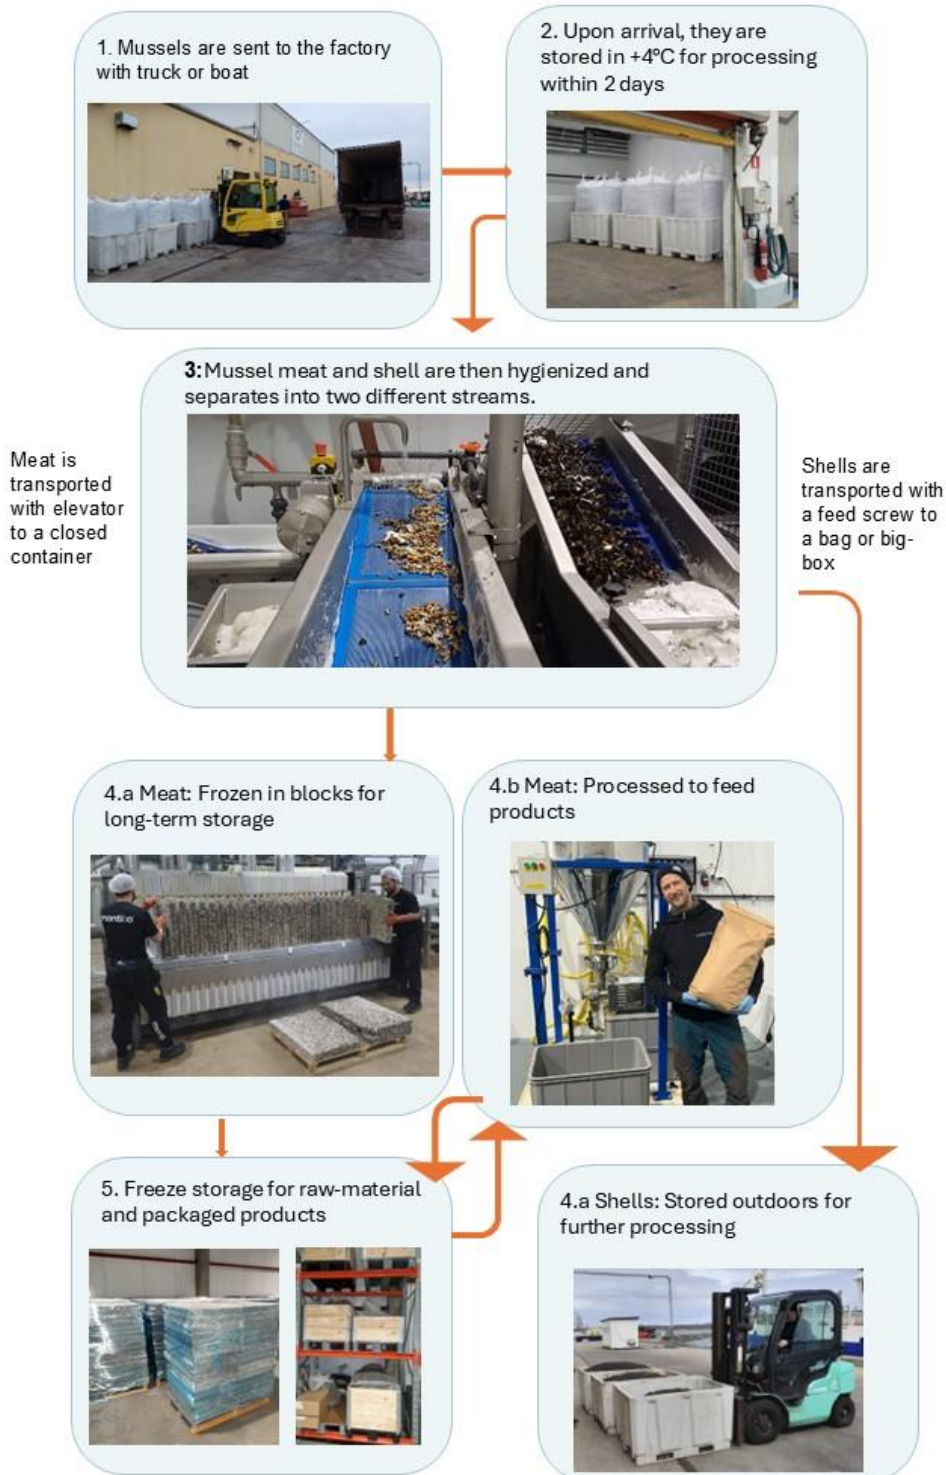 1. Mussels are sent to the factory
with truck or boat
2. Upon arrival, they are
stored in +4°C for processing
within 2 days
3: Mussel meat and shell are then hygienized and
separates into two different streams.
Meat is
transported
with elevator
to a closed
container
Shells are
transported with
a feed screw to
a bag or big-
box
4.a Meat: Frozen in blocks for
long-term storage
4.b Meat: Processed to feed
products
5. Freeze storage for raw-material
and packaged products
4.a Shells: Stored outdoors for
further processing